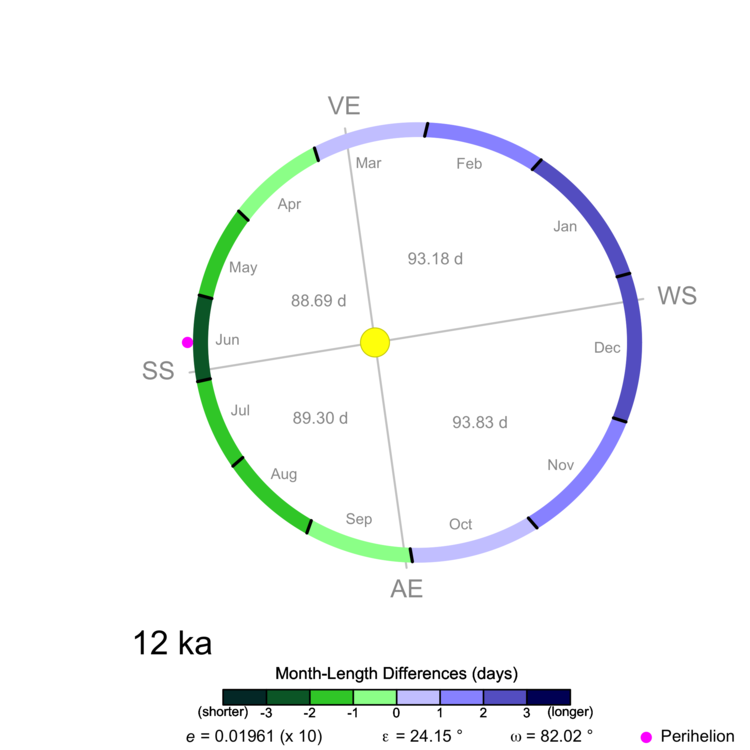 VE
Mar
Feb
Apr
Jan
May
93.18 d
88.69 d
WS
Jun
Dec
SS
Jul
89.30 d
93.83 d
Aug
Nov
Sep
Oct
AE
12 ka
Month-Length Differences (days)
(shorter) -3 -2 -1 0 1 2 3 (longer)
e = 0.01961 (x 10) ε = 24.15 ° ω = 82.02 ° Perihelion